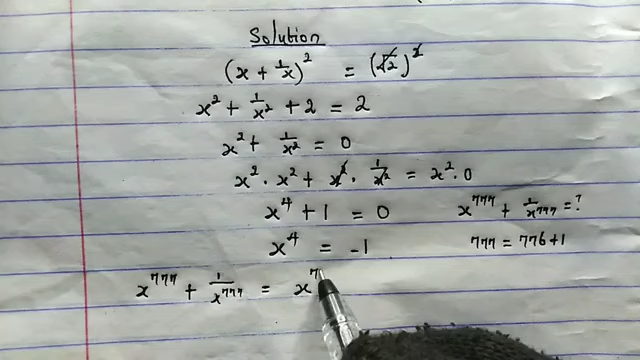 Solution
(x + 1/x)² = (√2)²
x² + 1/x² + 2 = 2
x² + 1/x² = 0
x² · x² + x² · 1/x² = x² · 0
x⁴ + 1 = 0
x⁷⁷⁷ + 1/x⁷⁷⁷ = ?
x⁴ = -1
777 = 776+1
x⁷⁷⁷ + 1/x⁷⁷⁷ = x⁷